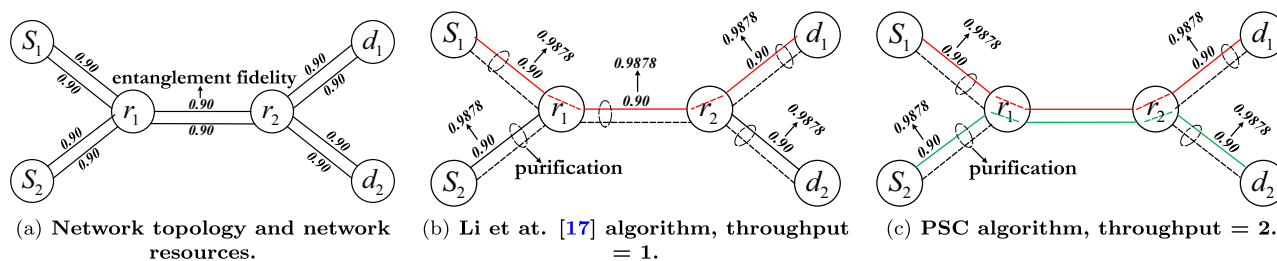 S1
0.90
0.90
entanglement fidelity
0.90
0.90
d1
r1
0.90
0.90
r2
0.90
0.90
S2
0.90
0.90
d2
(a) Network topology and network
resources.
S1
0.9878
0.90
0.9878
0.90
d1
0.9878
0.90
r1
r2
0.9878
0.90
S2
purification
0.9878
0.90
d2
(b) Li et at. [17] algorithm, throughput
= 1.
S1
0.9878
0.90
0.9878
0.90
d1
r1
r2
0.9878
0.90
S2
purification
0.9878
0.90
d2
(c) PSC algorithm, throughput = 2.